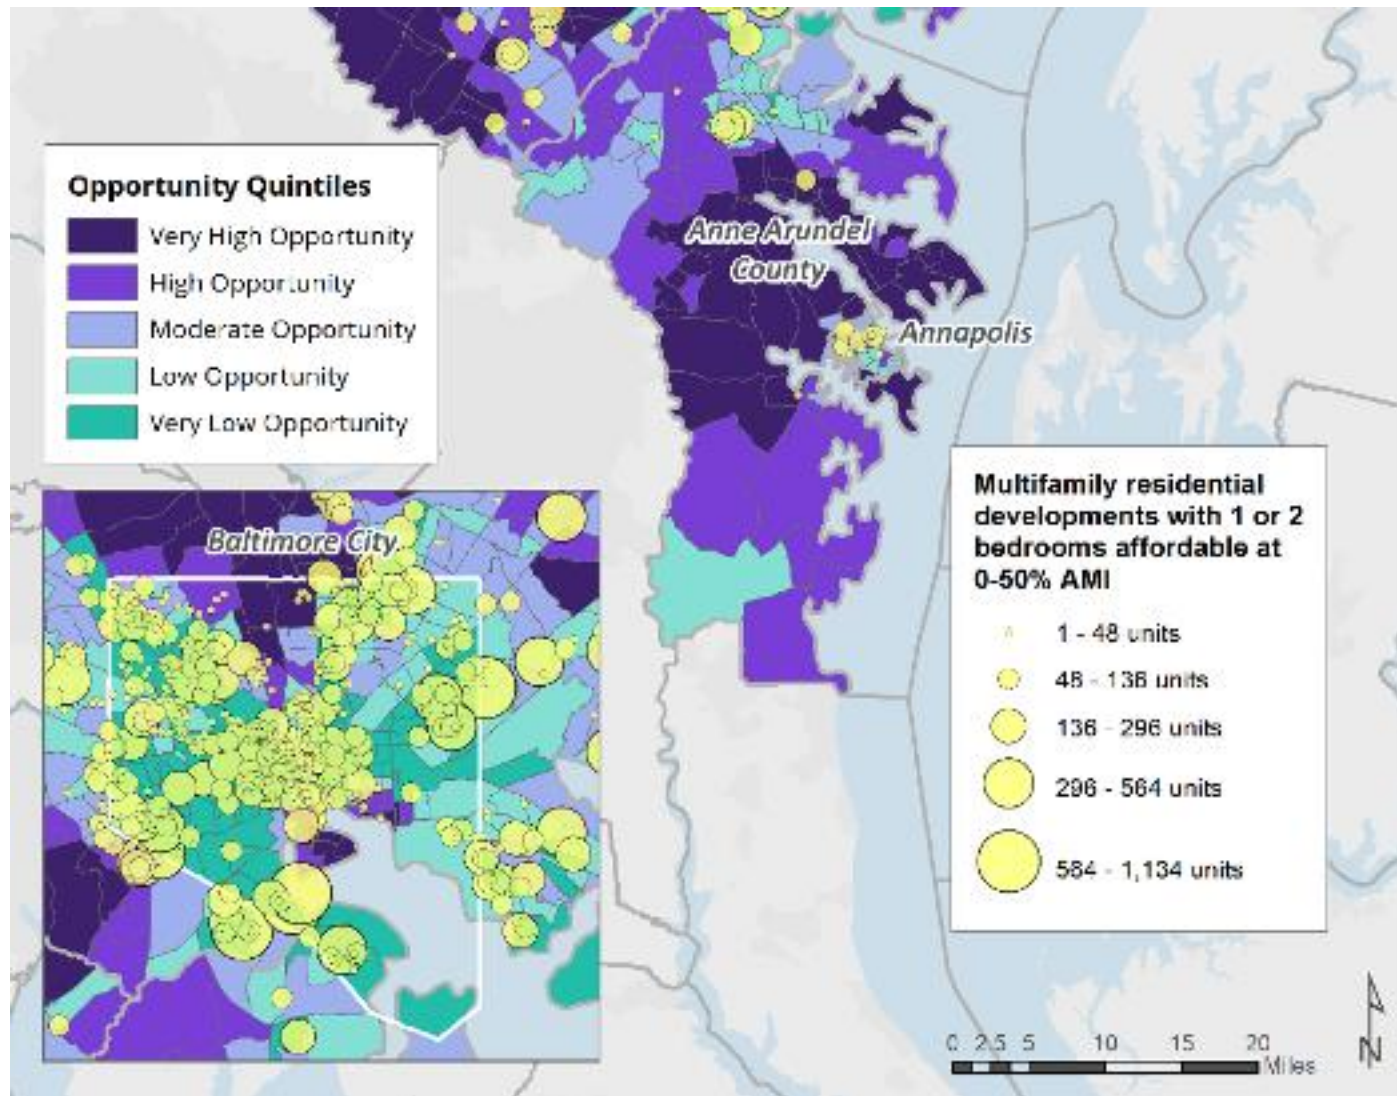 Anne Arundel
County
Opportunity Quintiles
Very High Opportunity
High Opportunity
Moderate Opportunity
Low Opportunity
Very Low Opportunity
Annapolis
Multifamily residential
developments with 1 or 2
bedrooms affordable at
0-50% AMI
1 - 48 units
48 - 136 units
136 - 296 units
296 - 564 units
564 - 1,134 units
Baltimore City
0 2.5 5 10 15 20
Miles
N